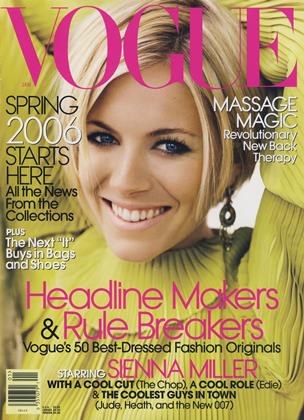 VOGUE
JAN
SPRING
2006
STARTS
HERE
All the News
From the
Collections
PLUS
The Next "It"
Buys in Bags
and Shoes
MASSAGE
MAGIC
Revolutionary
New Back
Therapy
Headline Makers
& Rule Breakers
Vogue's 50 Best-Dressed Fashion Originals
STARRING SIENNA MILLER
WITH A COOL CUT (The Chop), A COOL ROLE (Edie)
& THE COOLEST GUYS IN TOWN
(Jude, Heath, and the New 007)